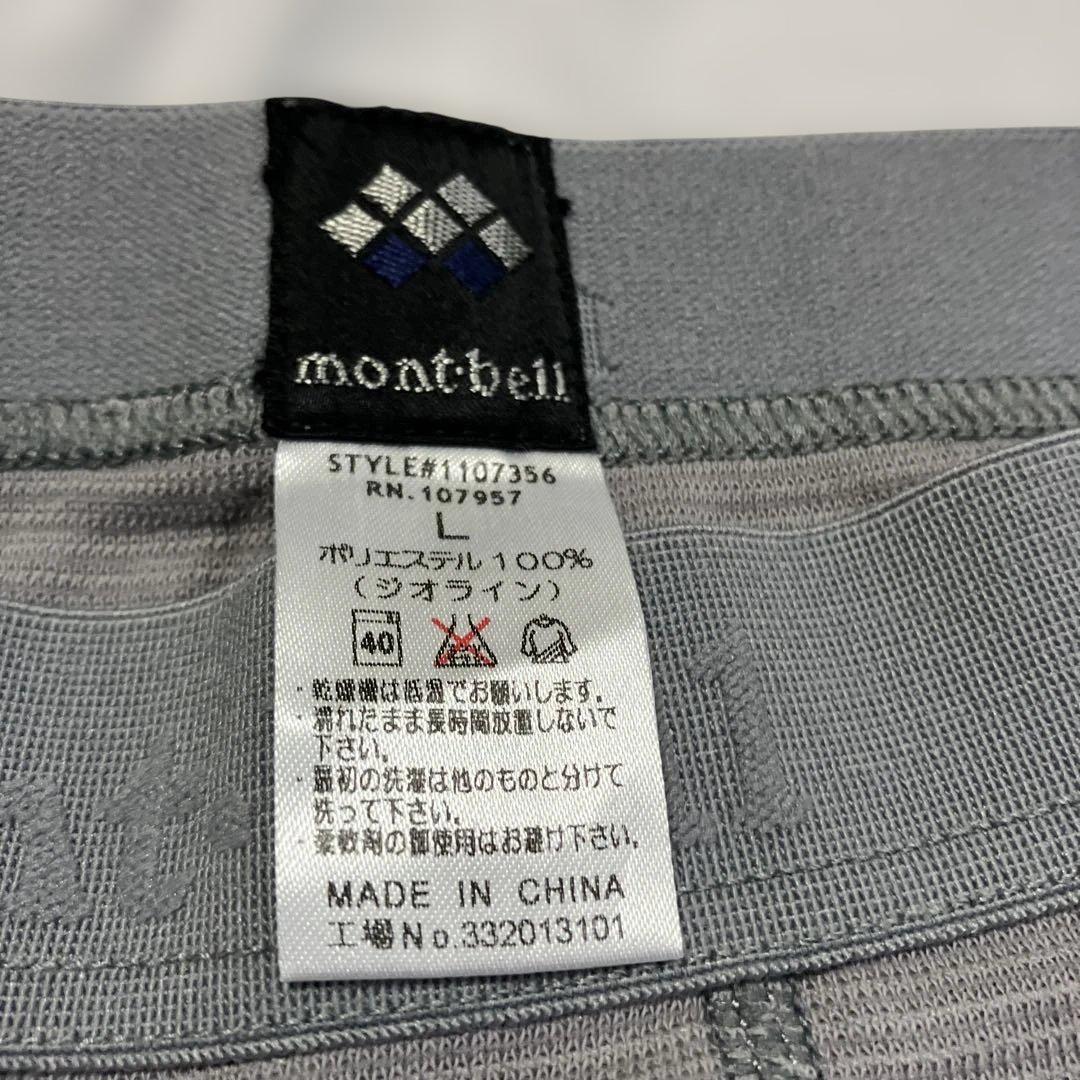 mont·bell
STYLE#1107356
RN.107957
L
ポリエステル100%
(ジオライン)
40
・乾燥機は低温でお願いします。
・濡れたまま長時間放置しないで
下さい。
・最初の洗濯は他のものと分けて
洗って下さい。
・柔軟剤の御使用はお避け下さい。
MADE IN CHINA
工場No.332013101